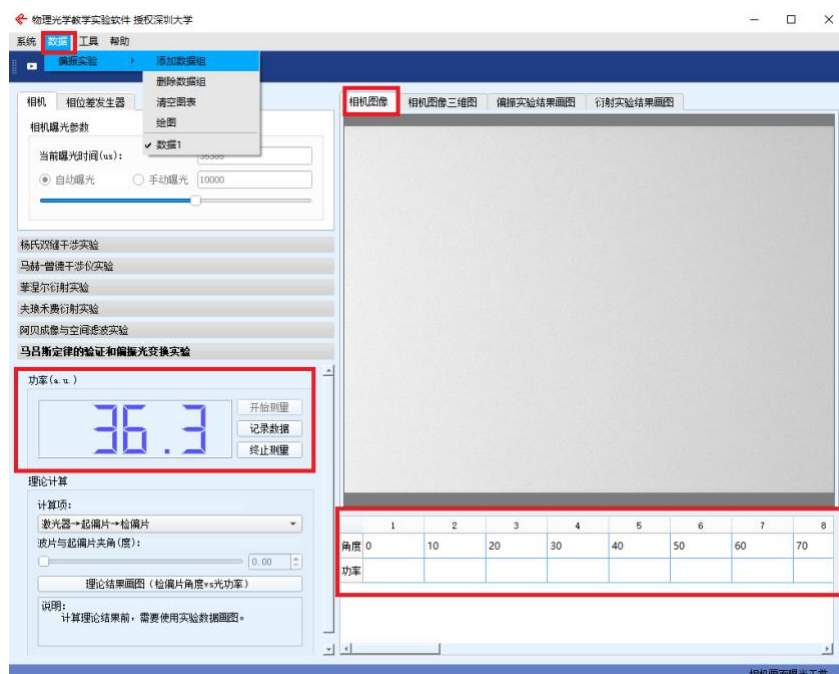 物理光学教学实验软件 授权深圳大学
系统 数据 工具 帮助
偏振实验
添加数据组
删除数据组
清空图表
绘图
数据1
相机 相位差发生器
相机曝光参数
当前曝光时间(us):
自动曝光 手动曝光 10000
杨氏双缝干涉实验
马赫-曾德干涉仪实验
菲涅尔衍射实验
夫琅禾费衍射实验
阿贝成像与空间滤波实验
马吕斯定律的验证和偏振光变换实验
功率(a.u.)
36.3
开始测量
记录数据
终止测量
理论计算
计算项:
激光器→起偏片→检偏片
波片与起偏片夹角(度):
0.00
理论结果画图(检偏片角度vs光功率)
说明:
计算理论结果前，需要使用实验数据画图。
相机图像 相机图像三维图 偏振实验结果画图 衍射实验结果画图
1 2 3 4 5 6 7 8
角度 0 10 20 30 40 50 60 70
功率